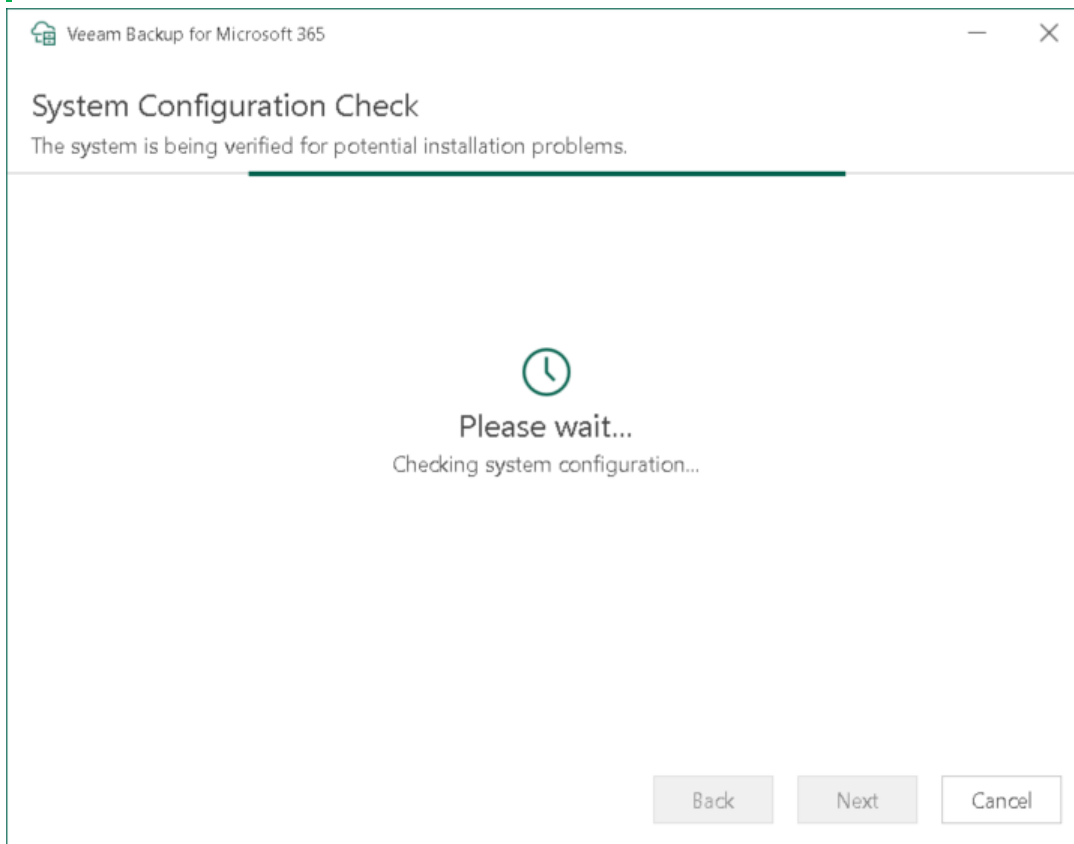 Veeam Backup for Microsoft 365
System Configuration Check
The system is being verified for potential installation problems.
Please wait...
Checking system configuration...
Back
Next
Cancel